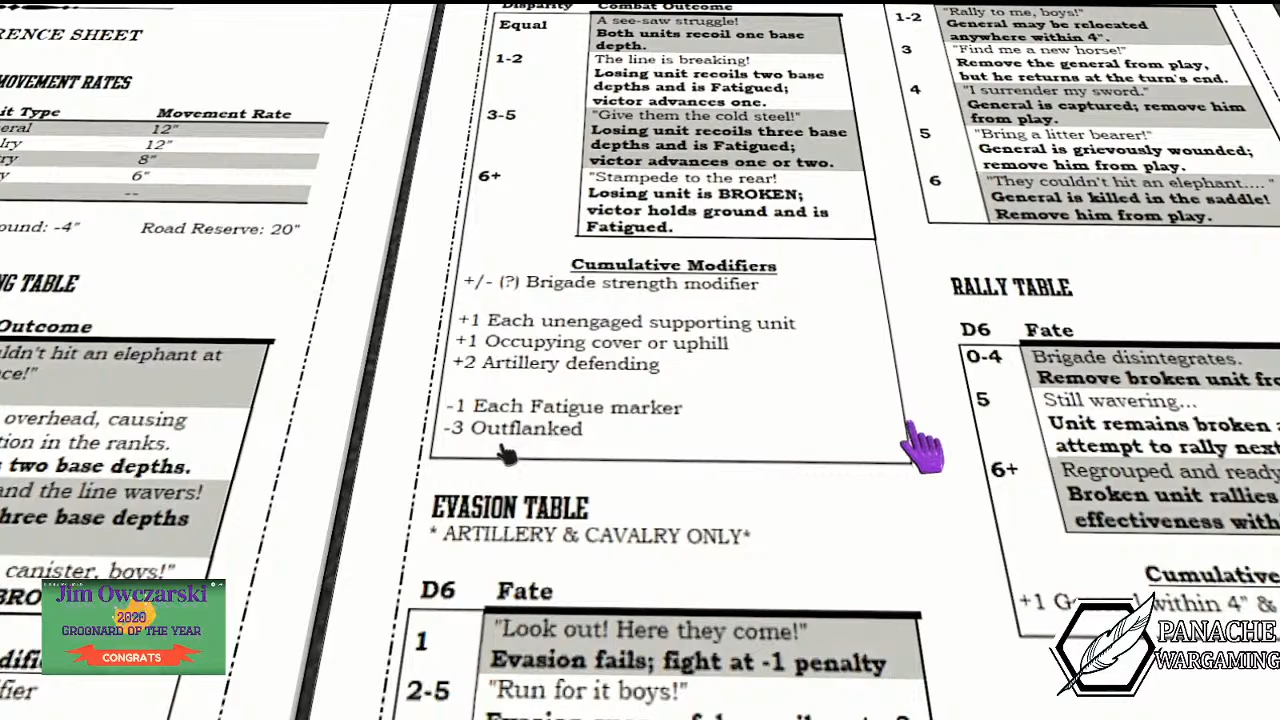 RENCE SHEET
MOVEMENT RATES
it Type Movement Rate
eral 12"
lry 12"
ry 8"
y 6"
--
ound: -4" Road Reserve: 20"
NG TABLE
Outcome
ldn't hit an elephant at
ce!"
overhead, causing
tion in the ranks.
s two base depths.
and the line wavers!
hree base depths
canister, boys!"
BRO
difi
fier
Disparity Combat Outcome
Equal A see-saw struggle!
Both units recoil one base
depth.
1-2 The line is breaking!
Losing unit recoils two base
depths and is Fatigued;
victor advances one.
3-5 "Give them the cold steel!"
Losing unit recoils three base
depths and is Fatigued;
victor advances one or two.
6+ "Stampede to the rear!
Losing unit is BROKEN;
victor holds ground and is
Fatigued.
Cumulative Modifiers
+/- (?) Brigade strength modifier
+1 Each unengaged supporting unit
+1 Occupying cover or uphill
+2 Artillery defending
-1 Each Fatigue marker
-3 Outflanked
EVASION TABLE
* ARTILLERY & CAVALRY ONLY*
D6 Fate
1 "Look out! Here they come!"
Evasion fails; fight at -1 penalty
2-5 "Run for it boys!"
1-2 "Rally to me, boys!"
General may be relocated
anywhere within 4".
3 "Find me a new horse!"
Remove the general from play,
but he returns at the turn's end.
4 "I surrender my sword."
General is captured; remove him
from play.
5 "Bring a litter bearer!"
General is grievously wounded;
remove him from play.
6 "They couldn't hit an elephant...."
General is killed in the saddle!
Remove him from play.
RALLY TABLE
D6 Fate
0-4 Brigade disintegrates.
Remove broken unit fro
5 Still wavering...
Unit remains broken a
attempt to rally next
6+ Regrouped and ready
Broken unit rallies
effectiveness with
Cumulative
+1 G within 4" &
Jim Owczarski
2020
GROGNARD OF THE YEAR
CONGRATS
PANACHE
WARGAMING